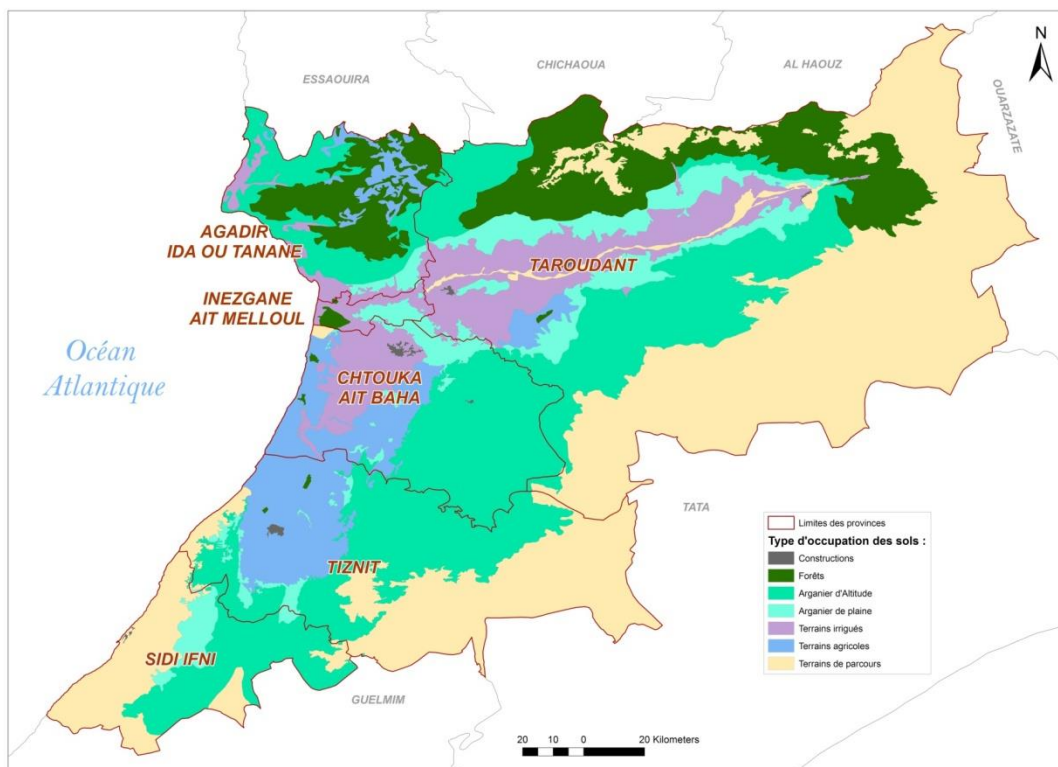 N
ESSAOUIRA
CHICHAOUA
AL HAOUZ
OUARZAZATE
AGADIR
IDA OU TANANE
TAROUDANT
INEZGANE
AIT MELLOUL
Océan
Atlantique
CHTOUKA
AIT BAHA
TATA
TIZNIT
SIDI IFNI
GUELMIM
Limites des provinces
Type d'occupation des sols :
Constructions
Forêts
Arganier d'Altitude
Arganier de plaine
Terrains irrigués
Terrains agricoles
Terrains de parcours
20 10 0 20 Kilometers